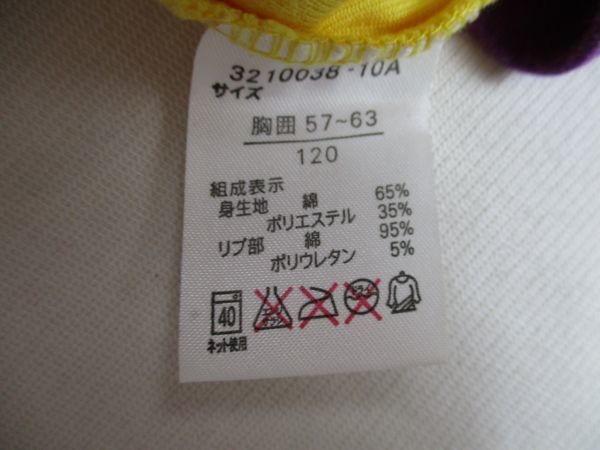 3210038-10A
サイズ
胸囲 57~63
120
組成表示
身生地 綿 65%
ポリエステル 35%
リブ部 綿 95%
ポリウレタン 5%
40
ネット使用